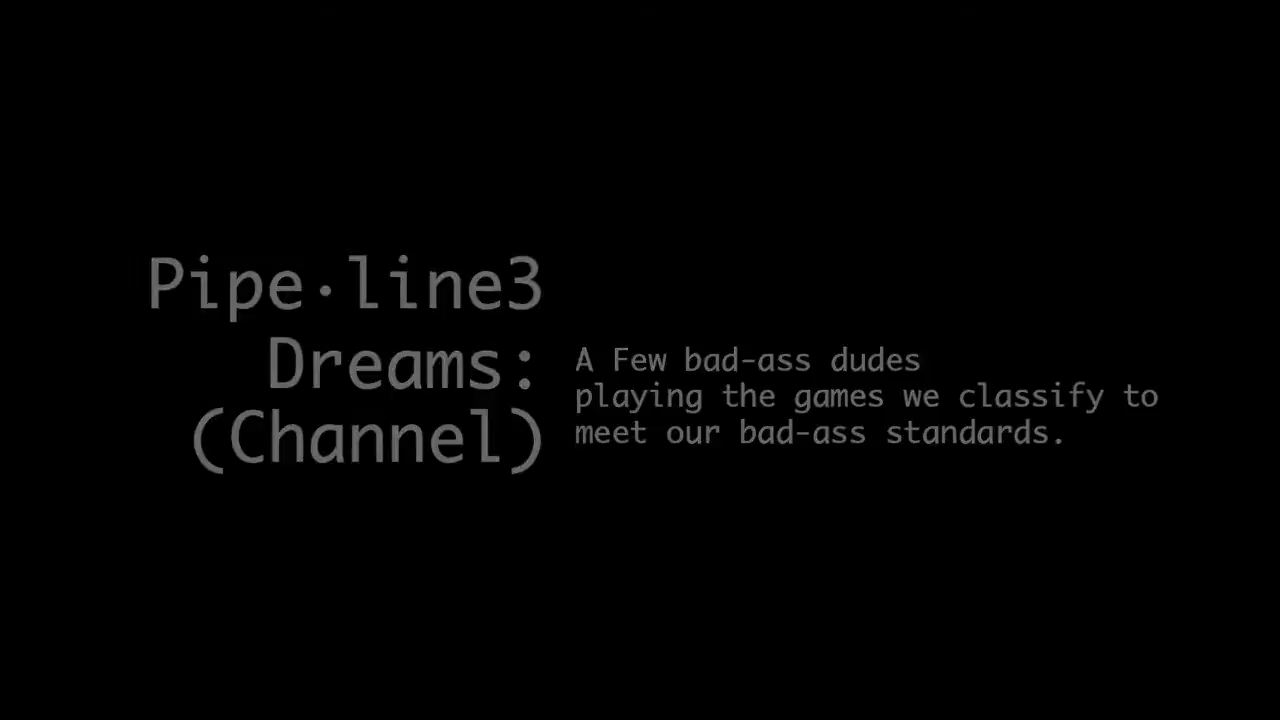 Pipe·line3
Dreams:
(Channel)
A Few bad-ass dudes
playing the games we classify to
meet our bad-ass standards.